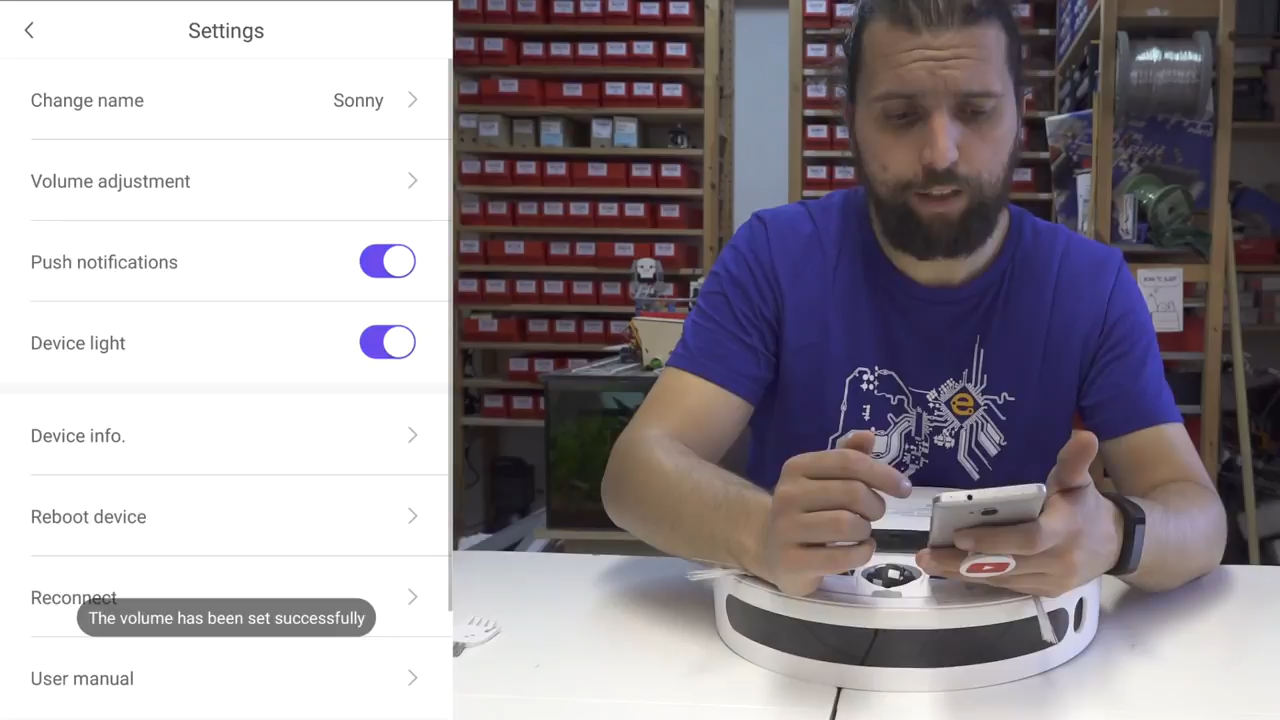 Settings
Change name Sonny
Volume adjustment
Push notifications
Device light
Device info.
Reboot device
Reconnect
The volume has been set successfully
User manual
e